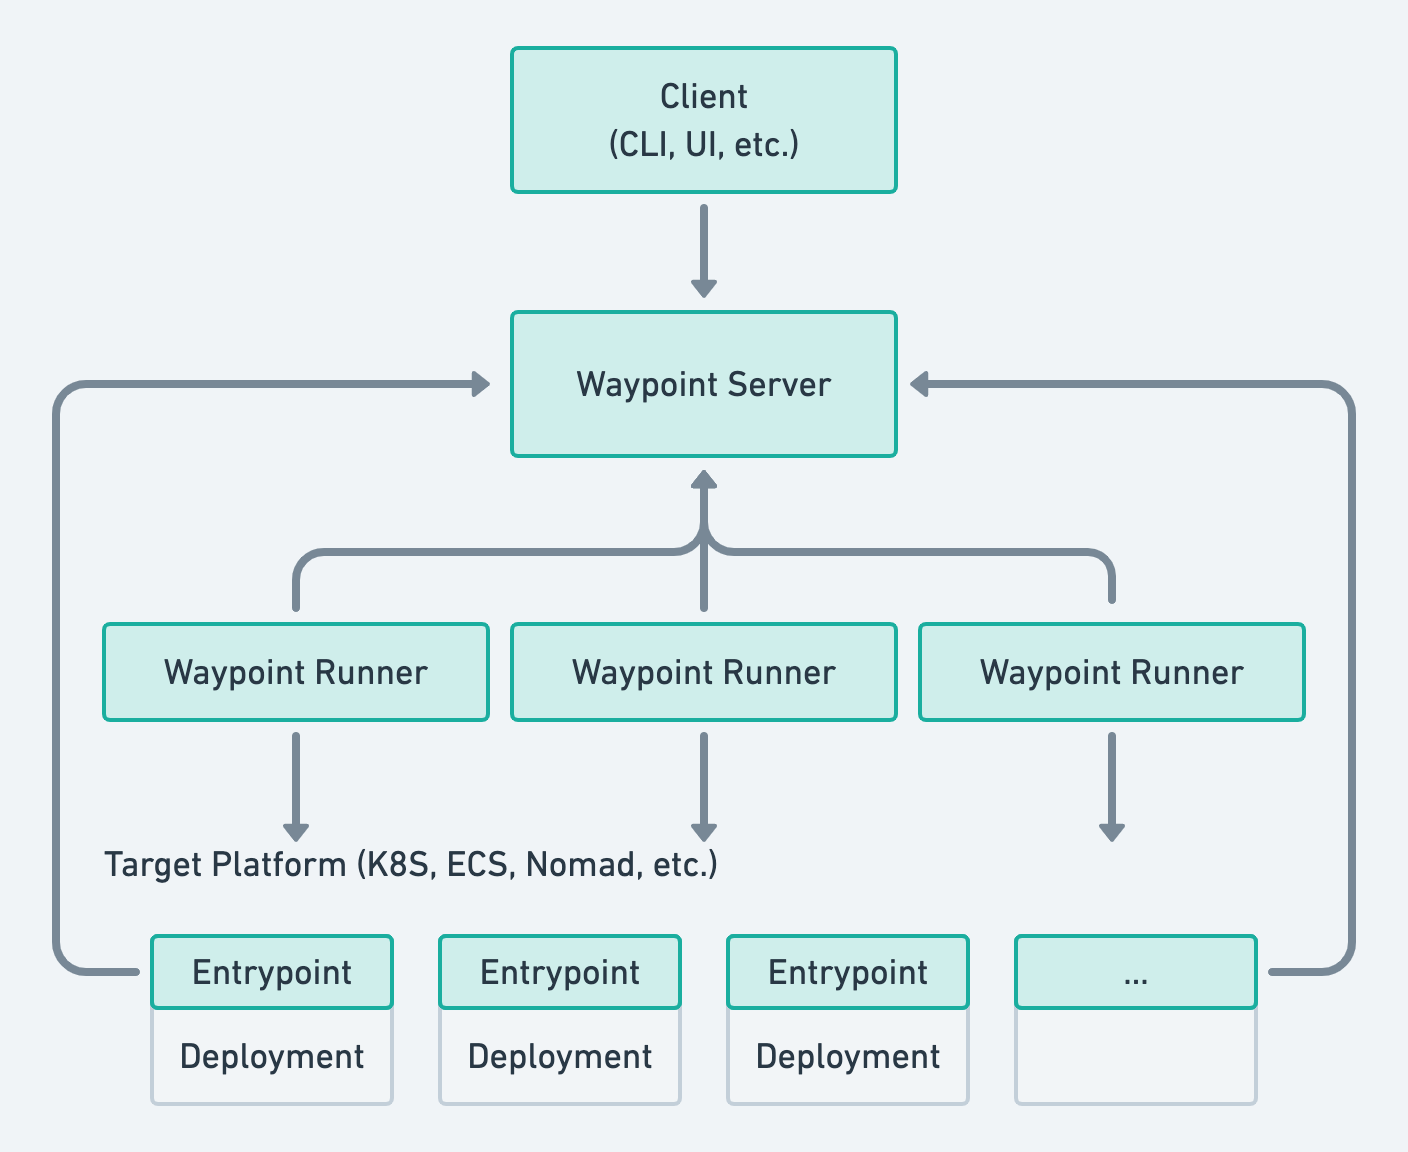 Client
(CLI, UI, etc.)
Waypoint Server
Waypoint Runner
Waypoint Runner
Waypoint Runner
Target Platform (K8S, ECS, Nomad, etc.)
Entrypoint
Entrypoint
Entrypoint
...
Deployment
Deployment
Deployment